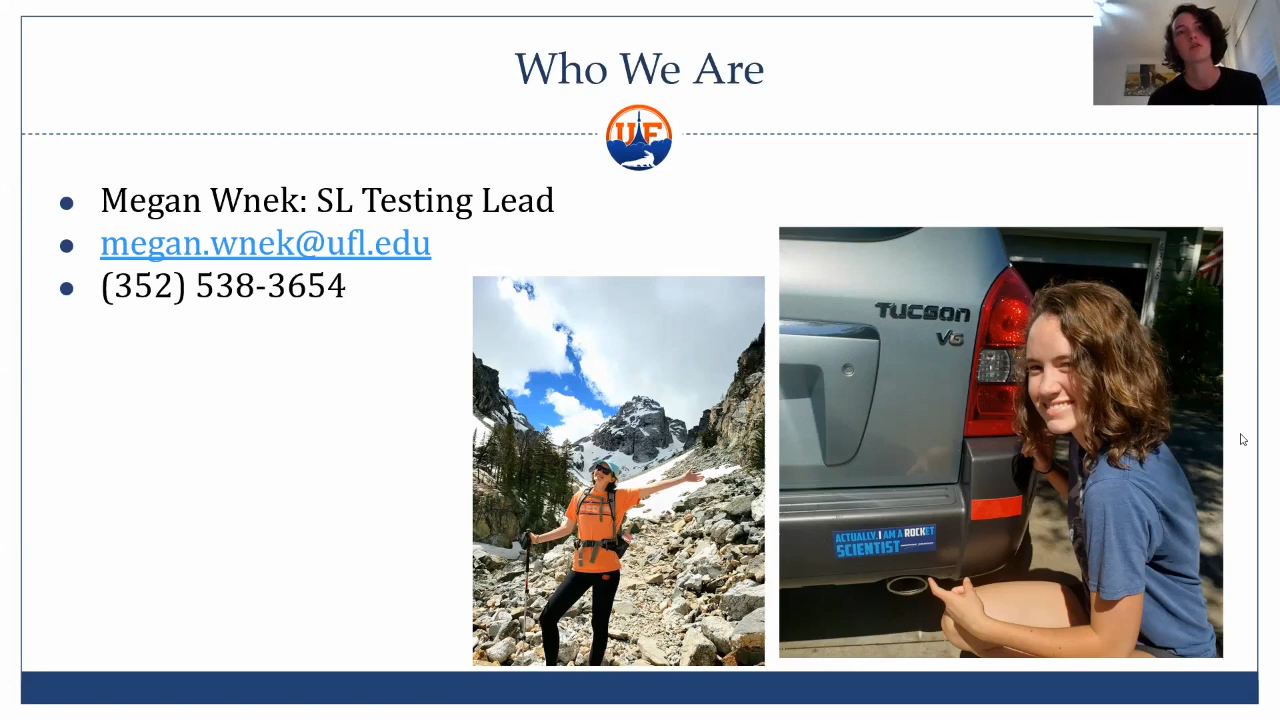 Who We Are
UF
Megan Wnek: SL Testing Lead
megan.wnek@ufl.edu
(352) 538-3654
TUCSON
V6
ACTUALLY, I AM A ROCKET
SCIENTIST